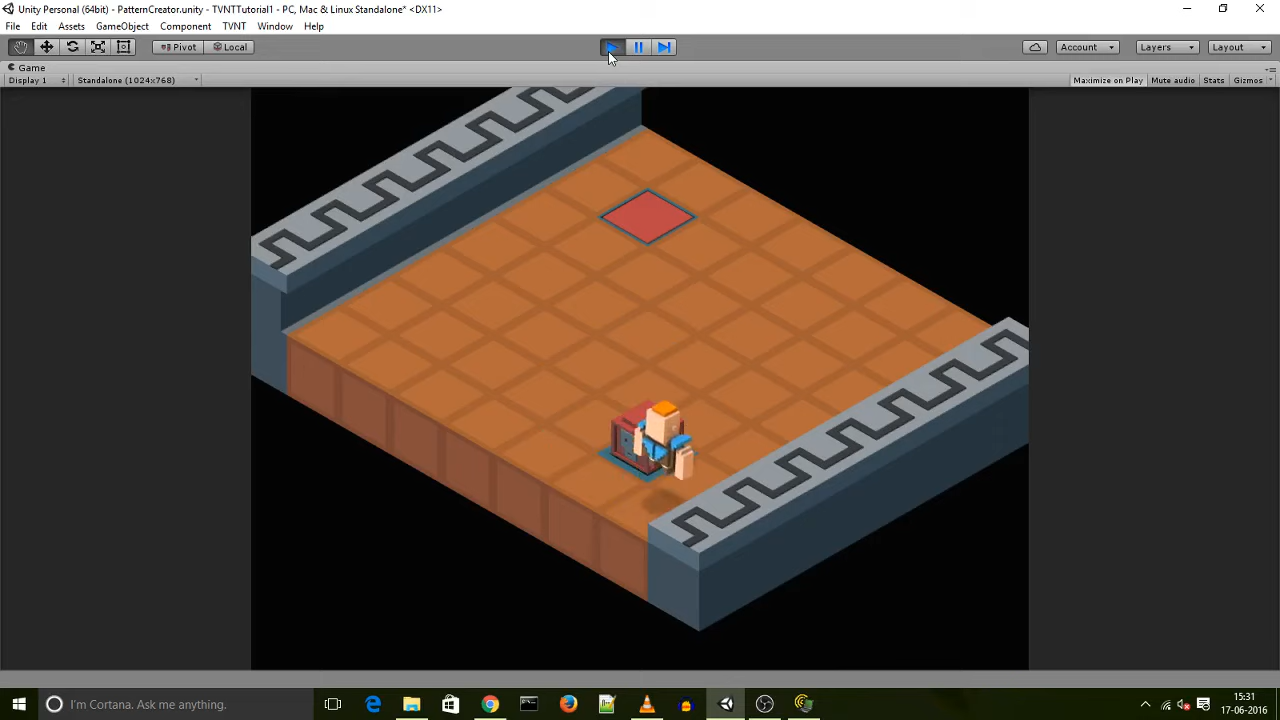 Unity Personal (64bit) - PatternCreator.unity - TVNTTutorial1 - PC, Mac & Linux Standalone* <DX11>
File Edit Assets GameObject Component TVNT Window Help
Pivot Local Account Layers Layout
Game
Display 1 Standalone (1024x768) Maximize on Play Mute audio Stats Gizmos
I'm Cortana. Ask me anything.
15:31
17-06-2016